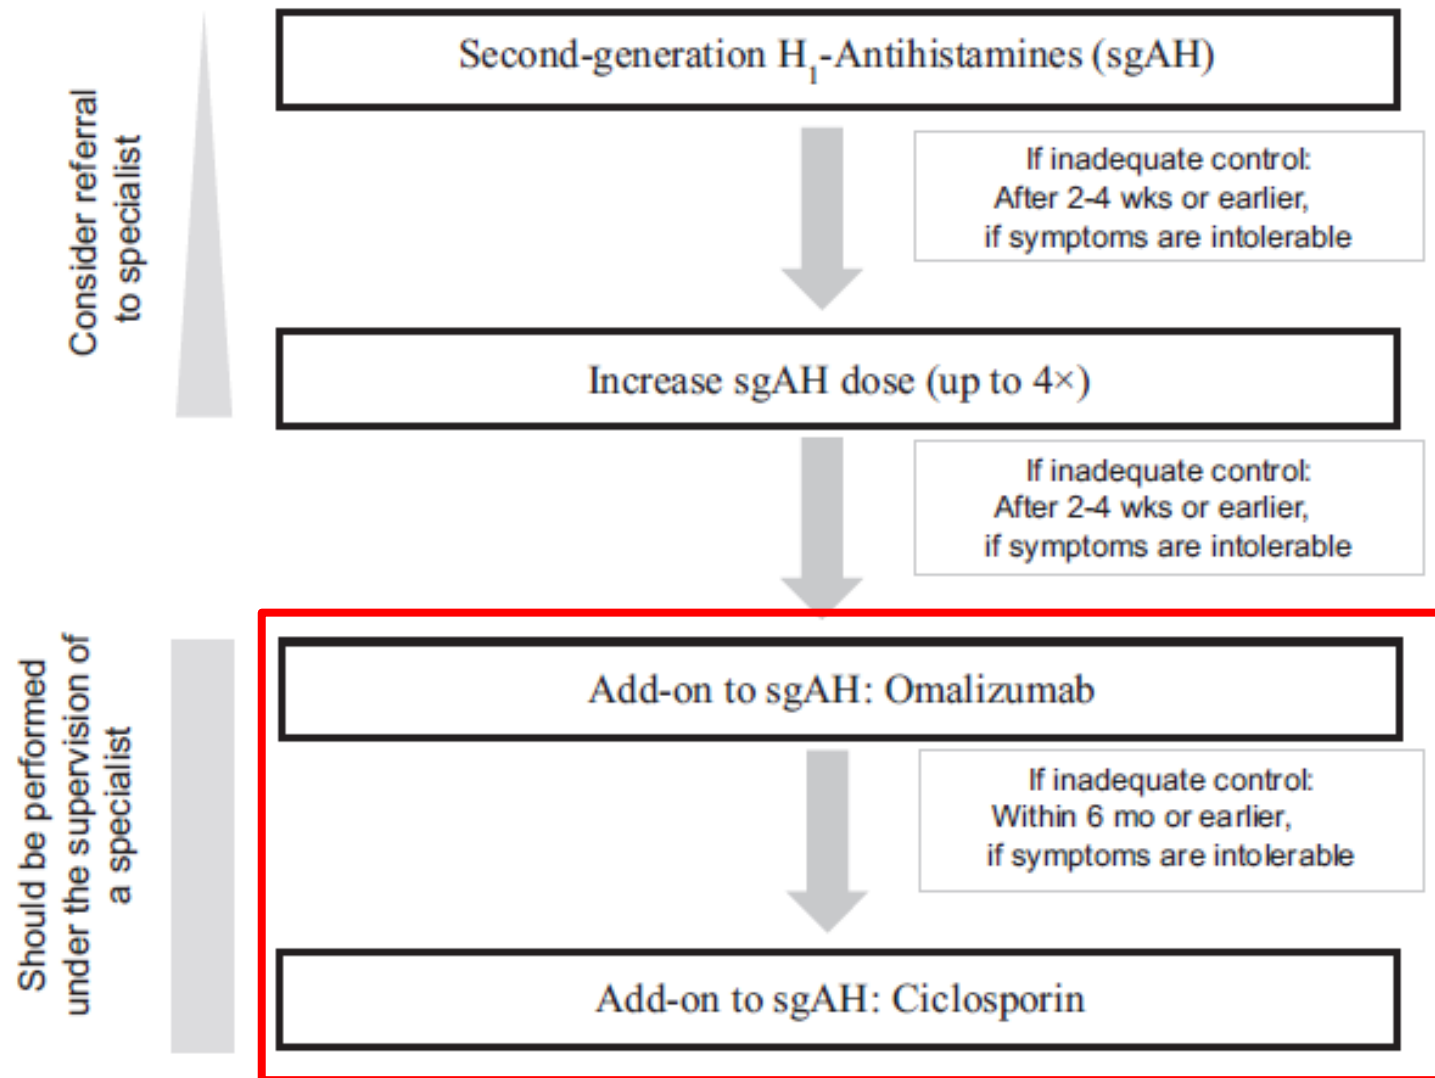 Second-generation H₁-Antihistamines (sgAH)
Consider referral
to specialist
If inadequate control:
After 2-4 wks or earlier,
if symptoms are intolerable
Increase sgAH dose (up to 4×)
If inadequate control:
After 2-4 wks or earlier,
if symptoms are intolerable
Should be performed
under the supervision of
a specialist
Add-on to sgAH: Omalizumab
If inadequate control:
Within 6 mo or earlier,
if symptoms are intolerable
Add-on to sgAH: Ciclosporin